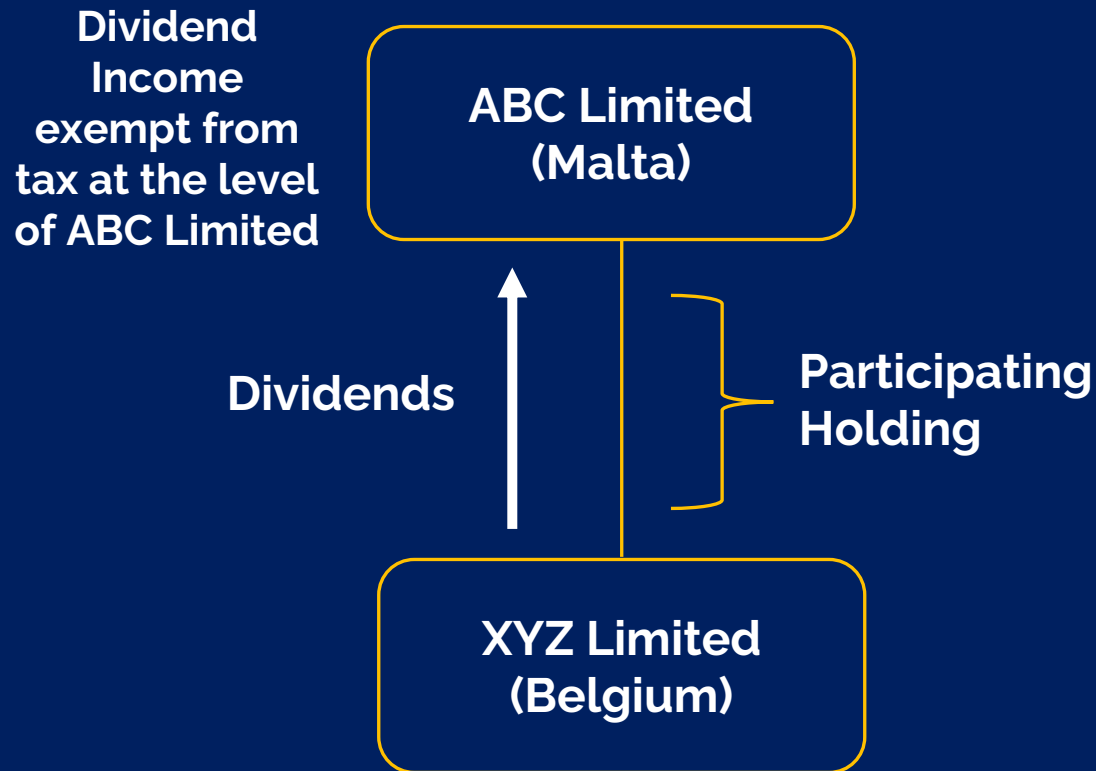 Dividend
Income
exempt from
tax at the level
of ABC Limited
ABC Limited
(Malta)
Dividends
Participating
Holding
XYZ Limited
(Belgium)